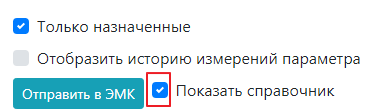 Только назначенные
Отобразить историю измерений параметра
Отправить в ЭМК Показать справочник